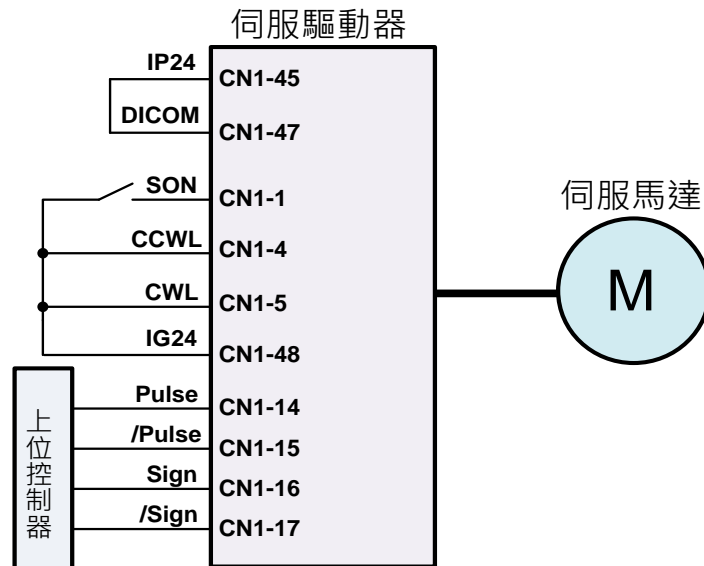 伺服驅動器
IP24 CN1-45
DICOM CN1-47
SON CN1-1
伺服馬達
CCWL CN1-4
CWL CN1-5
M
IG24 CN1-48
Pulse CN1-14
/Pulse CN1-15
Sign CN1-16
/Sign CN1-17
上位控制器